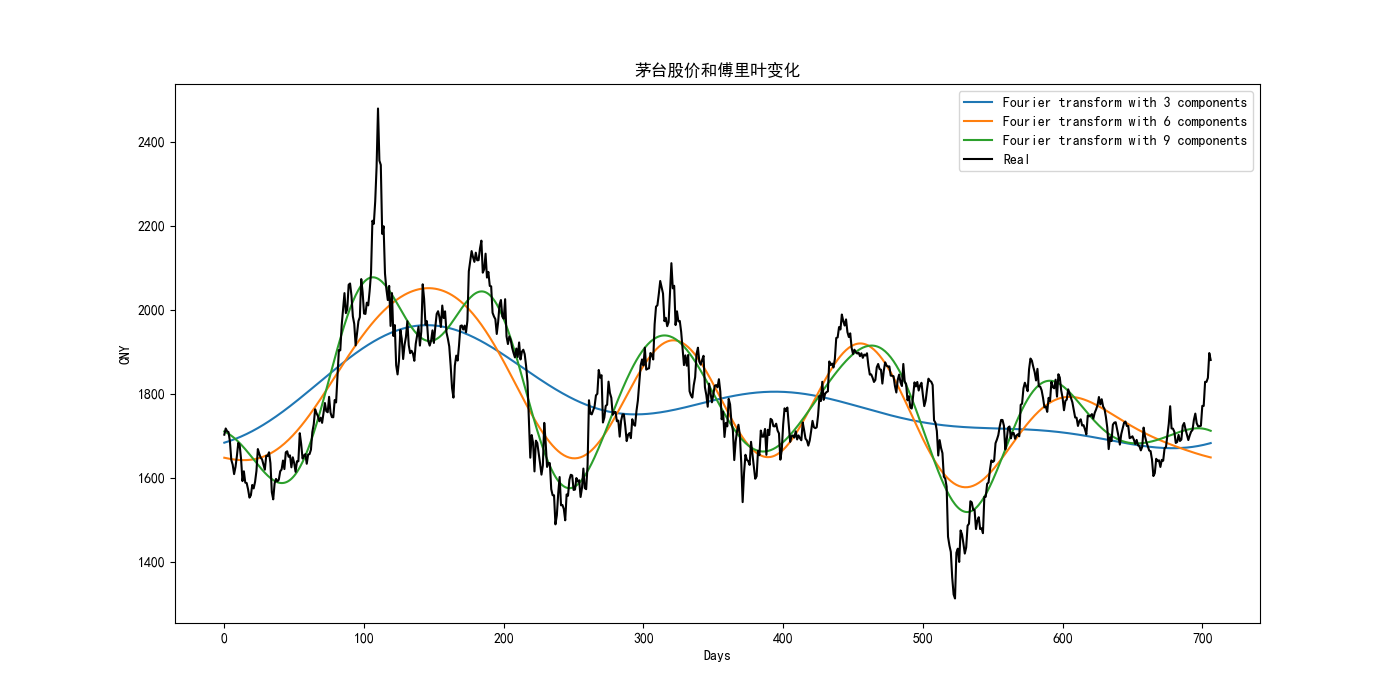 茅台股价和傅里叶变化
Fourier transform with 3 components
Fourier transform with 6 components
Fourier transform with 9 components
Real
2400
2200
2000
1800
1600
1400
CNY
0 100 200 300 400 500 600 700
Days